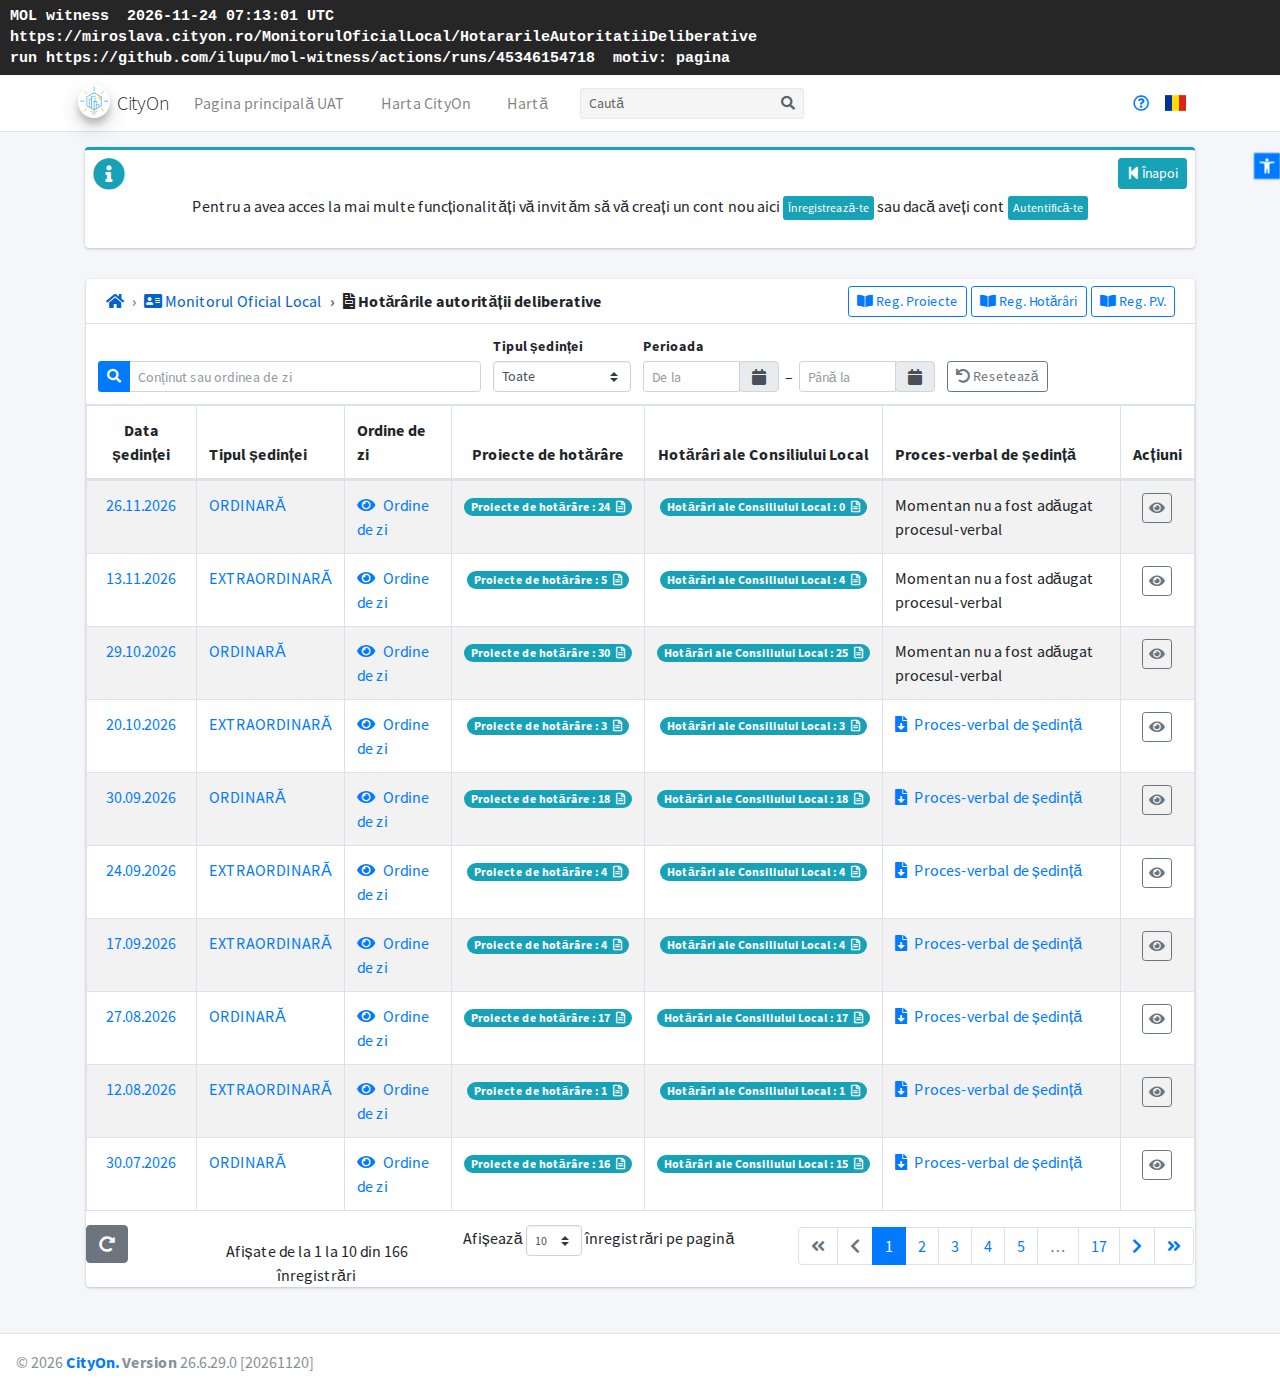 MOL witness  2026-11-24 07:13:01 UTC
https://miroslava.cityon.ro/MonitorulOficialLocal/HotararileAutoritatiiDeliberative
run https://github.com/ilupu/mol-witness/actions/runs/45346154718  motiv: pagina
CityOn Pagina principală UAT Harta CityOn Hartă Caută
Înapoi
Pentru a avea acces la mai multe funcționalități vă invităm să vă creați un cont nou aici Înregistrează-te sau dacă aveți cont Autentifică-te
› Monitorul Oficial Local › Hotărârile autorității deliberative Reg. Proiecte Reg. Hotărâri Reg. P.V.
Tipul ședinței Perioada
Conținut sau ordinea de zi Toate De la – Până la Resetează
Data ședinței Tipul ședinței Ordine de zi Proiecte de hotărâre Hotărâri ale Consiliului Local Proces-verbal de ședință Acțiuni
26.11.2026 ORDINARĂ Ordine de zi Proiecte de hotărâre : 24 Hotărâri ale Consiliului Local : 0 Momentan nu a fost adăugat procesul-verbal
13.11.2026 EXTRAORDINARĂ Ordine de zi Proiecte de hotărâre : 5 Hotărâri ale Consiliului Local : 4 Momentan nu a fost adăugat procesul-verbal
29.10.2026 ORDINARĂ Ordine de zi Proiecte de hotărâre : 30 Hotărâri ale Consiliului Local : 25 Momentan nu a fost adăugat procesul-verbal
20.10.2026 EXTRAORDINARĂ Ordine de zi Proiecte de hotărâre : 3 Hotărâri ale Consiliului Local : 3 Proces-verbal de ședință
30.09.2026 ORDINARĂ Ordine de zi Proiecte de hotărâre : 18 Hotărâri ale Consiliului Local : 18 Proces-verbal de ședință
24.09.2026 EXTRAORDINARĂ Ordine de zi Proiecte de hotărâre : 4 Hotărâri ale Consiliului Local : 4 Proces-verbal de ședință
17.09.2026 EXTRAORDINARĂ Ordine de zi Proiecte de hotărâre : 4 Hotărâri ale Consiliului Local : 4 Proces-verbal de ședință
27.08.2026 ORDINARĂ Ordine de zi Proiecte de hotărâre : 17 Hotărâri ale Consiliului Local : 17 Proces-verbal de ședință
12.08.2026 EXTRAORDINARĂ Ordine de zi Proiecte de hotărâre : 1 Hotărâri ale Consiliului Local : 1 Proces-verbal de ședință
30.07.2026 ORDINARĂ Ordine de zi Proiecte de hotărâre : 16 Hotărâri ale Consiliului Local : 15 Proces-verbal de ședință
Afișate de la 1 la 10 din 166 înregistrări Afișează 10 înregistrări pe pagină 1 2 3 4 5 … 17
© 2026 CityOn. Version 26.6.29.0 [20261120]